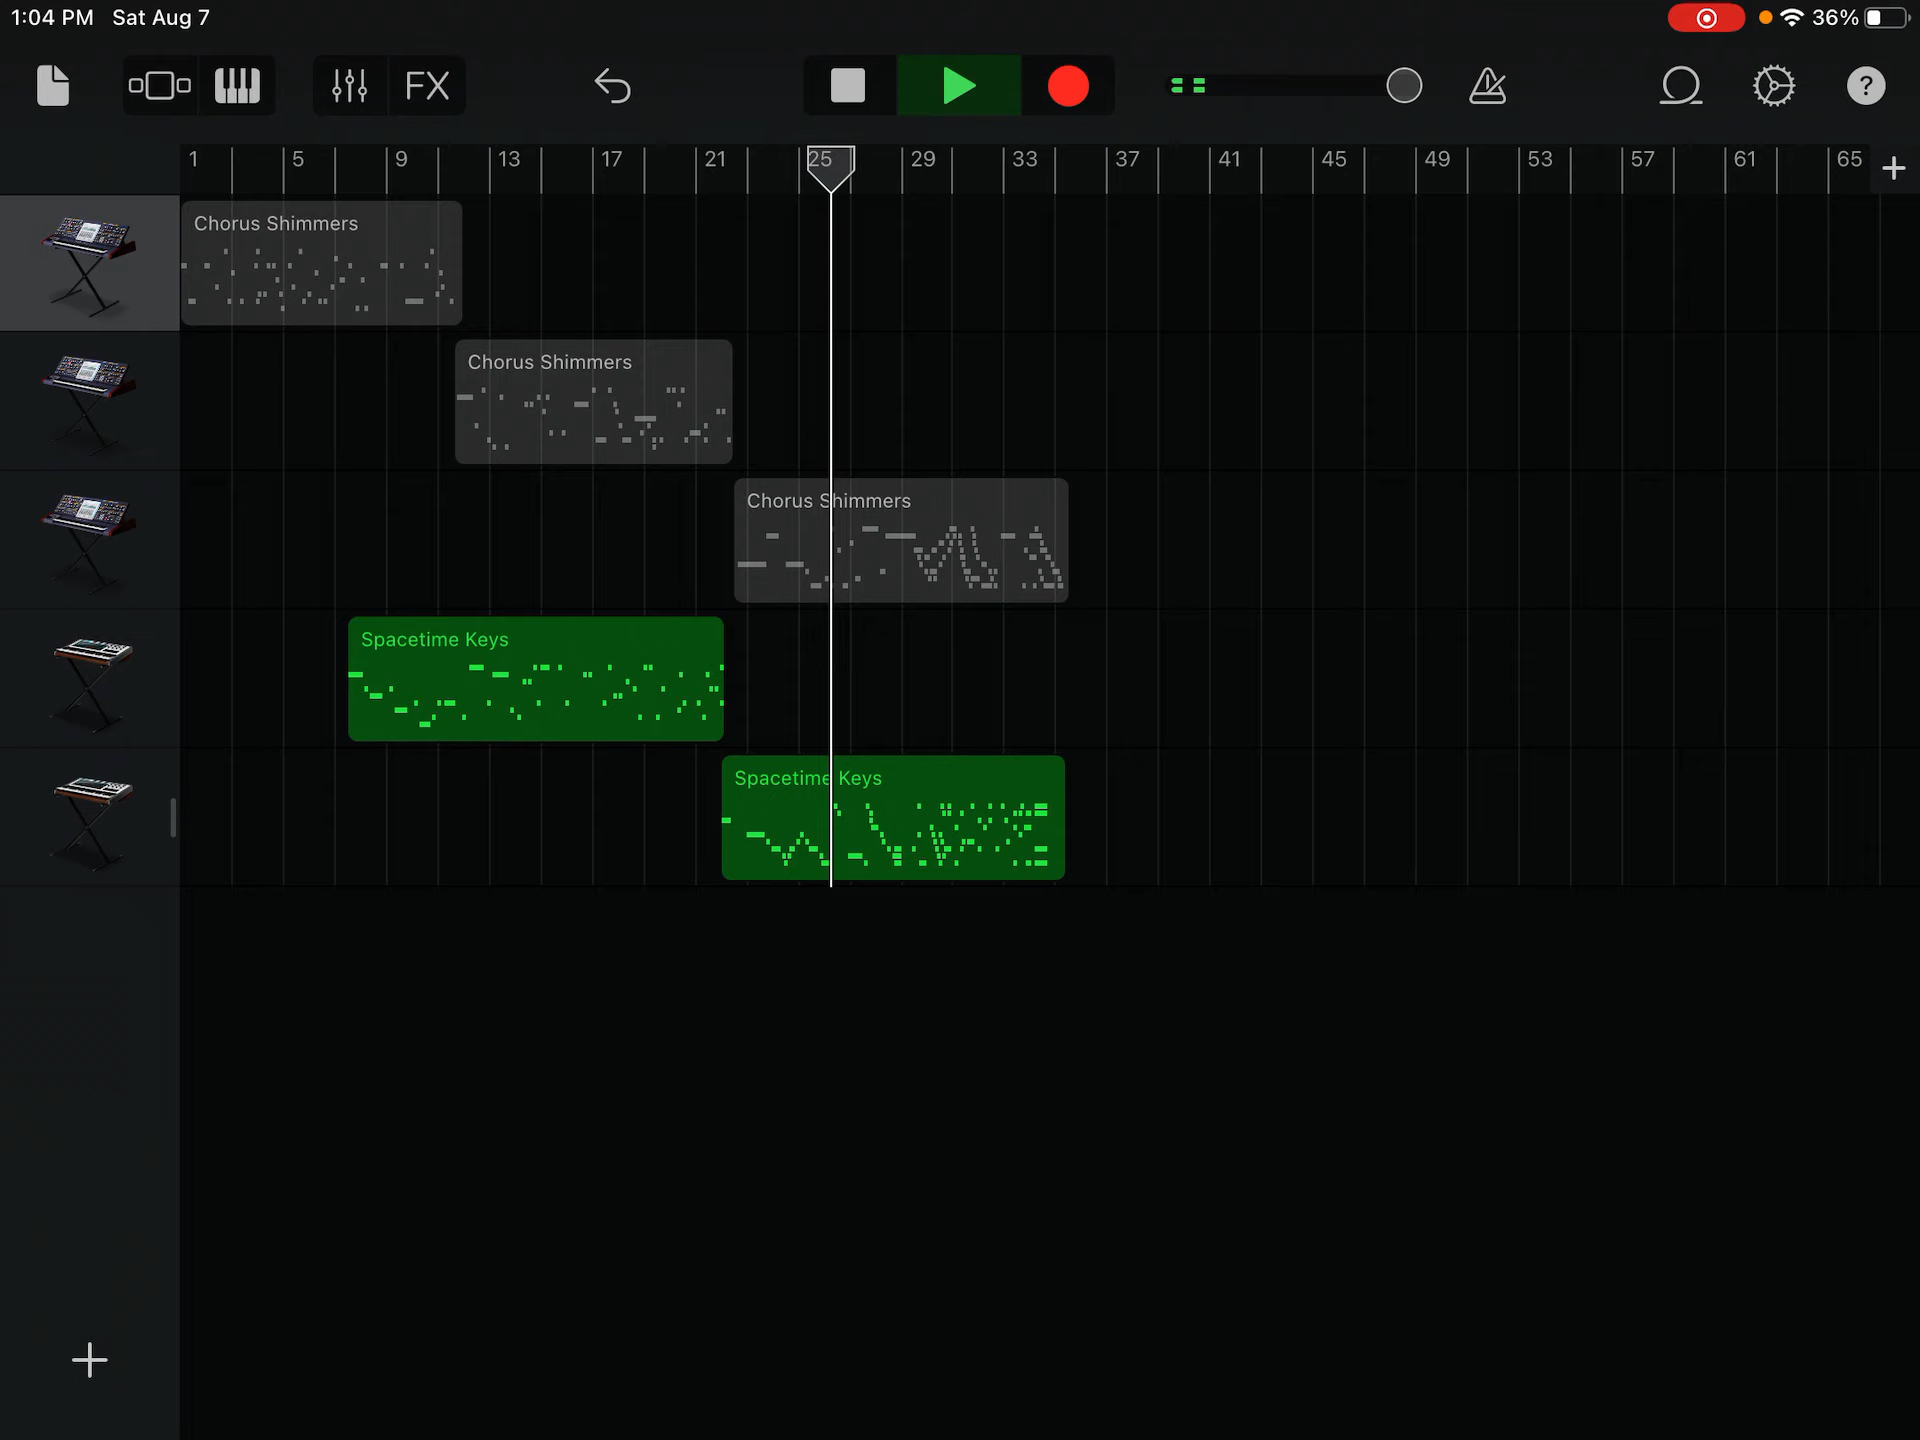 1:04 PM Sat Aug 7 36%
FX
?
1 5 9 13 17 21 25 29 33 37 41 45 49 53 57 61 65
Chorus Shimmers
Chorus Shimmers
Chorus Shimmers
Spacetime Keys
Spacetime Keys